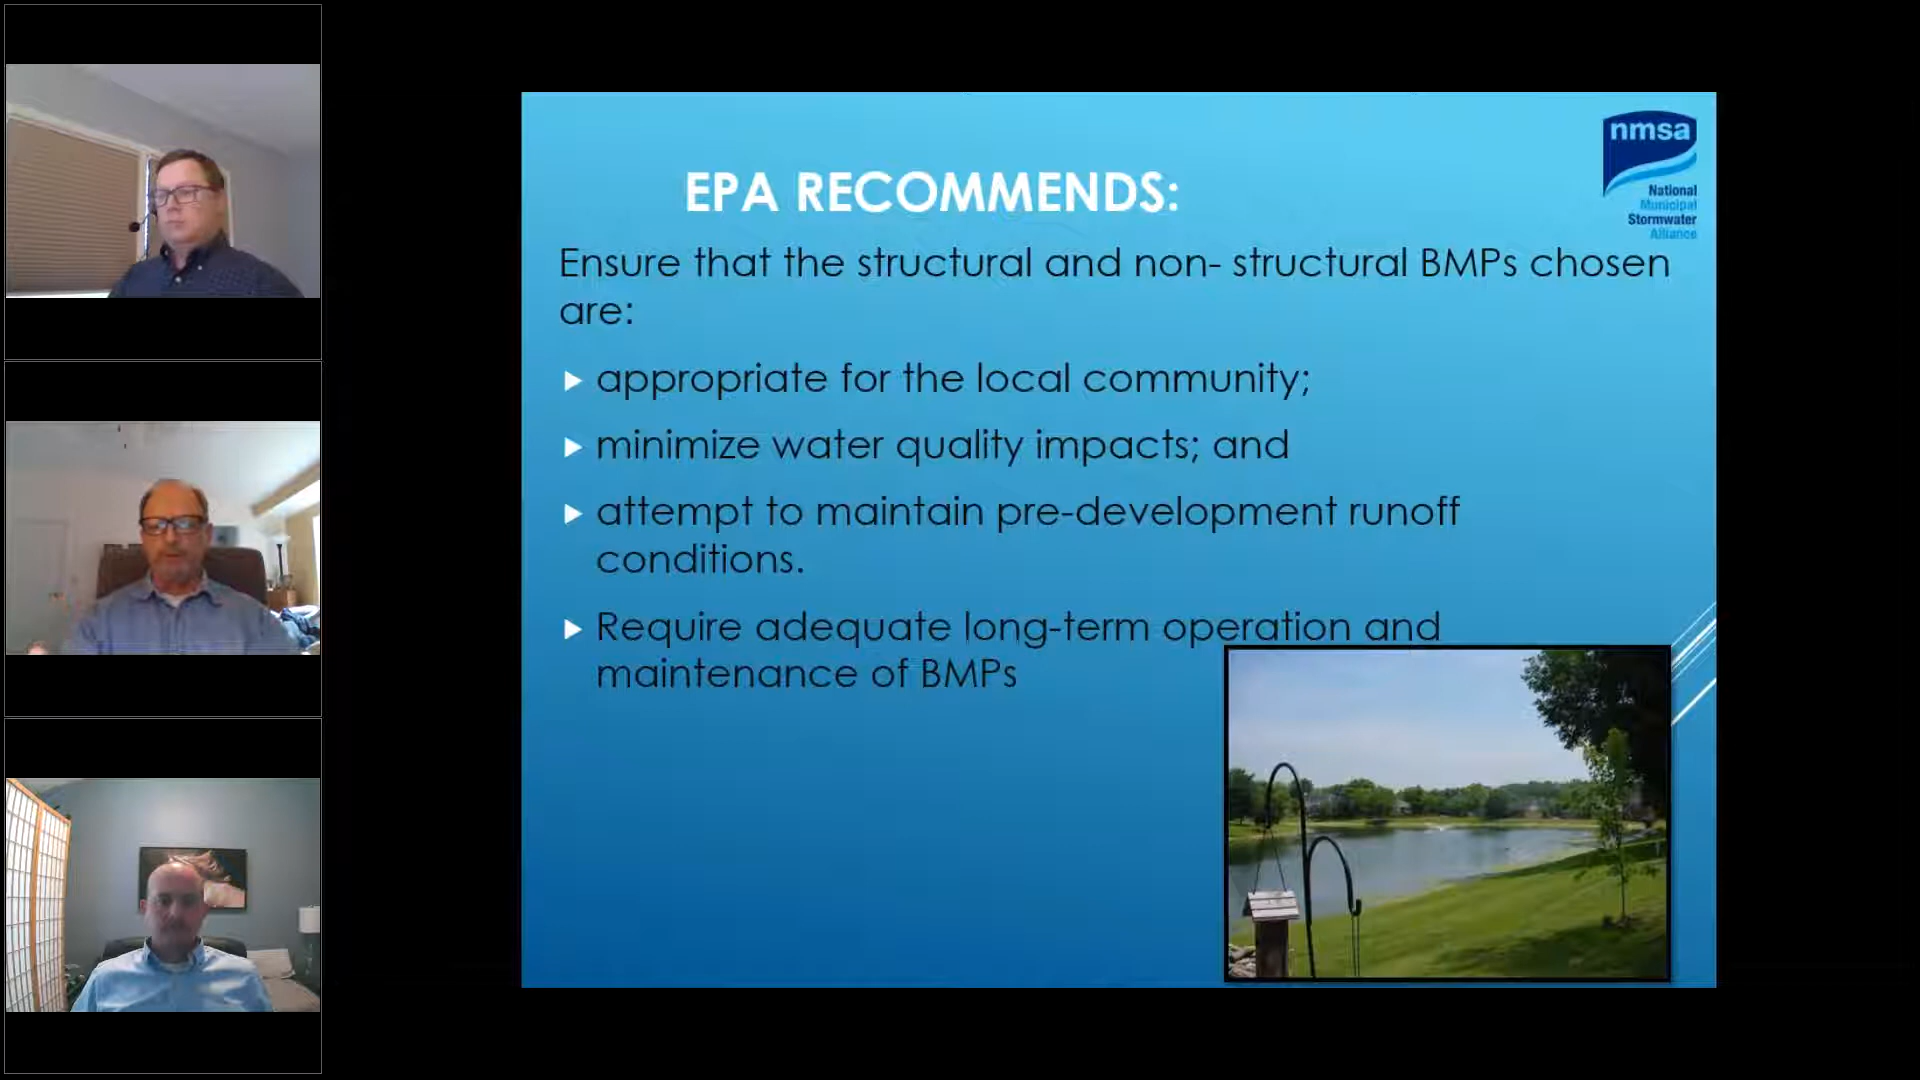 nmsa
National
Municipal
Stormwater
Alliance
EPA RECOMMENDS:
Ensure that the structural and non- structural BMPs chosen
are:
appropriate for the local community;
minimize water quality impacts; and
attempt to maintain pre-development runoff
conditions.
Require adequate long-term operation and
maintenance of BMPs